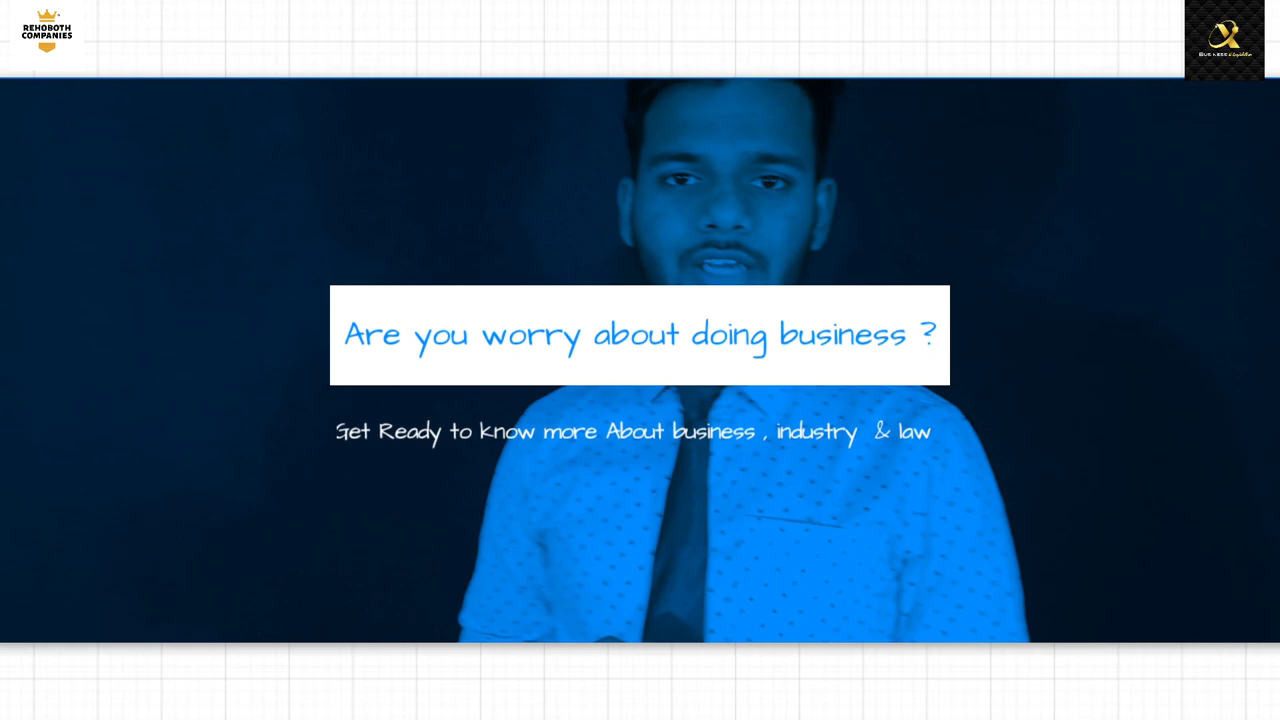 REHOBOTH
COMPANIES
Are you worry about doing business ?
Get Ready to know more About business , industry & law